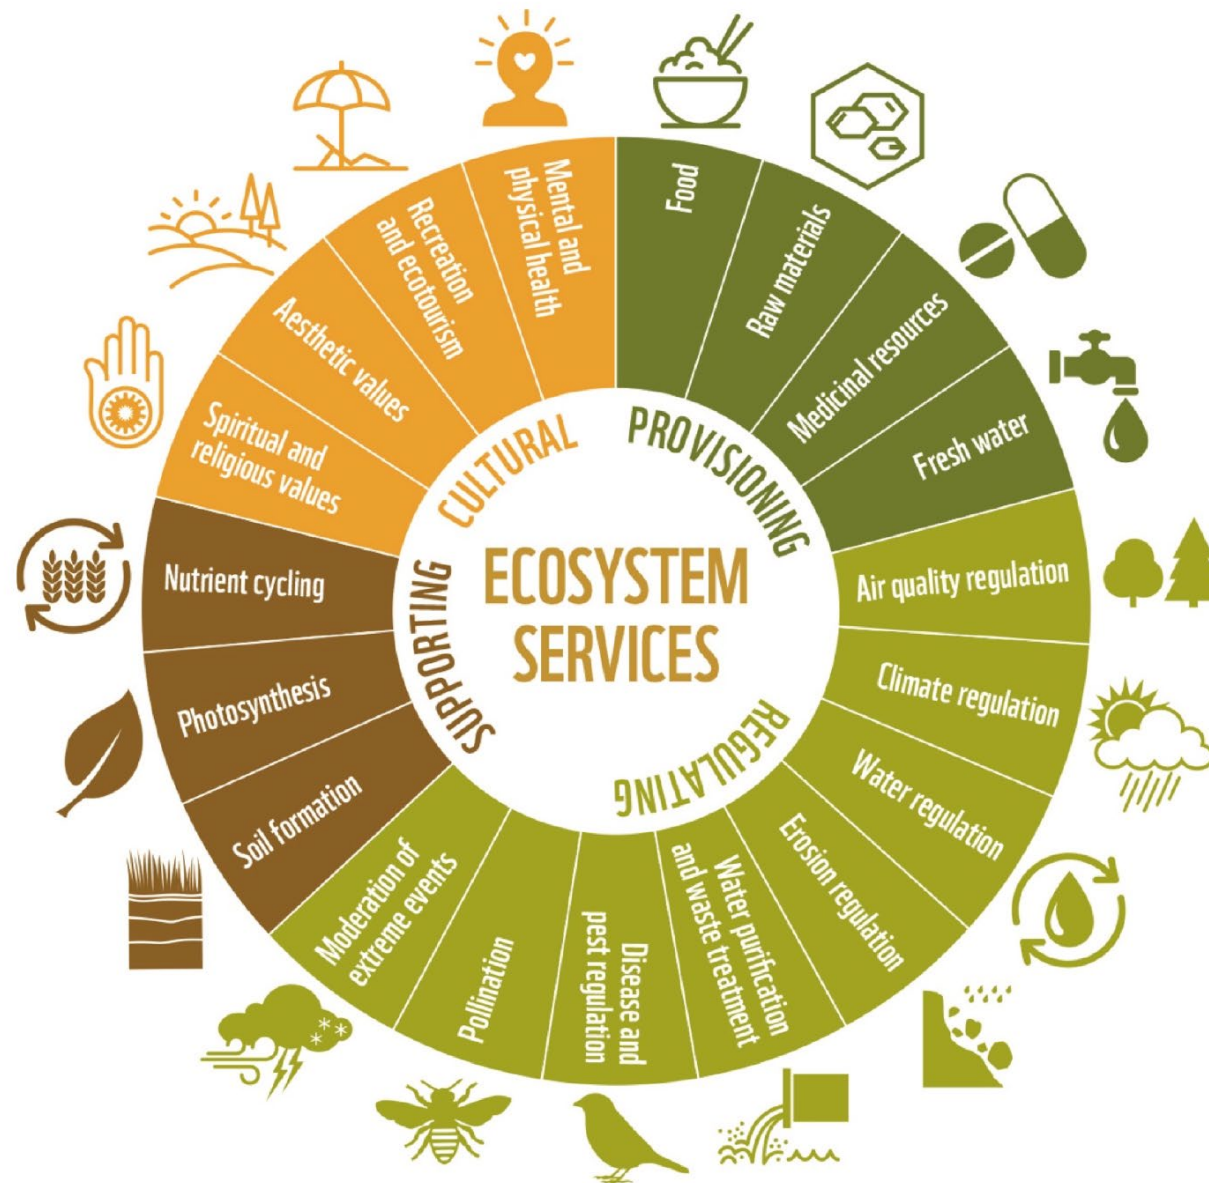 ECOSYSTEM
SERVICES
PROVISIONING
Food
Raw materials
Medicinal resources
Fresh water
REGULATING
Air quality regulation
Climate regulation
Water regulation
Erosion regulation
Water purification
and waste treatment
Disease and
pest regulation
Pollination
Moderation of
extreme events
SUPPORTING
Soil formation
Photosynthesis
Nutrient cycling
CULTURAL
Spiritual and
religious values
Aesthetic values
Recreation
and ecotourism
Mental and
physical health